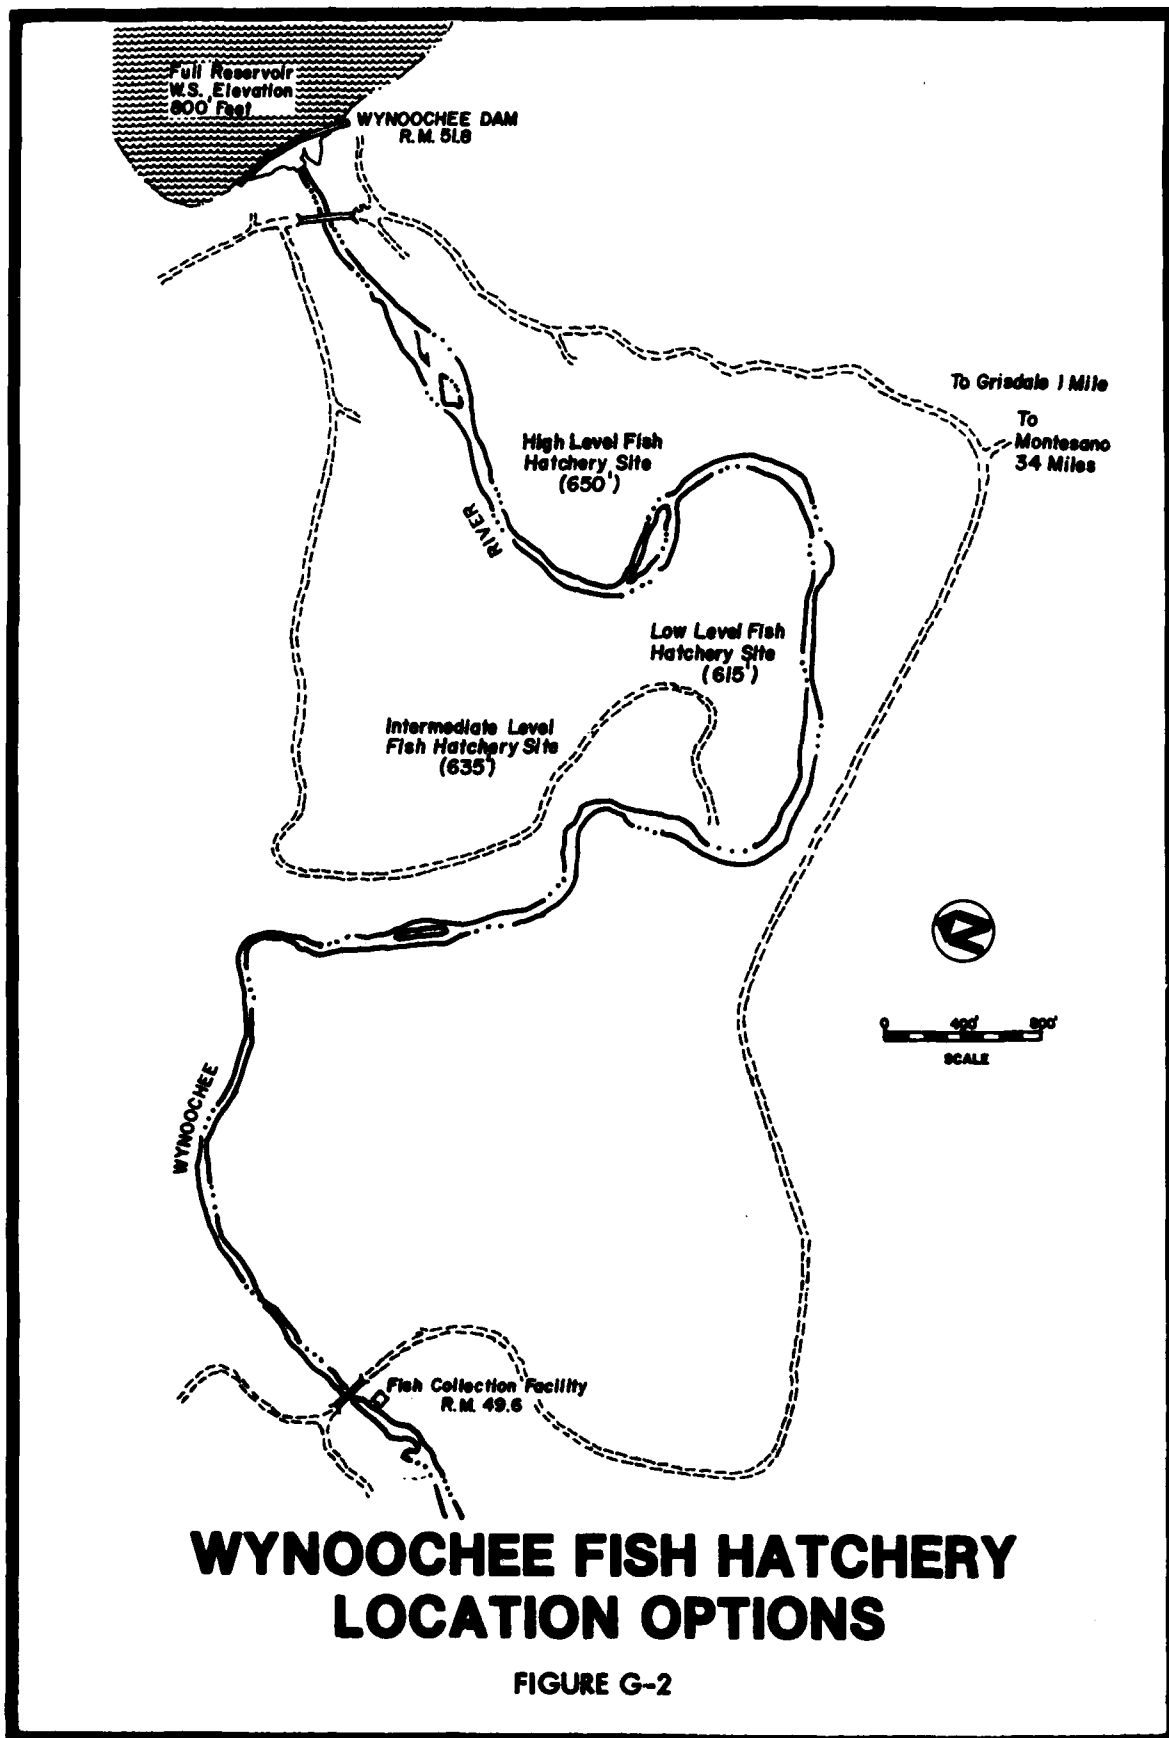 Full Reservoir
W.S. Elevation
800' Feet
WYNOOCHEE DAM
R.M. 51.8
To Grisdale 1 Mile
To
Montesano
34 Miles
High Level Fish
Hatchery Site
(650')
RIVER
Low Level Fish
Hatchery Site
(615')
Intermediate Level
Fish Hatchery Site
(635')
N
0 400' 800'
SCALE
WYNOOCHEE
Fish Collection Facility
R.M. 49.6
WYNOOCHEE FISH HATCHERY
LOCATION OPTIONS
FIGURE G-2